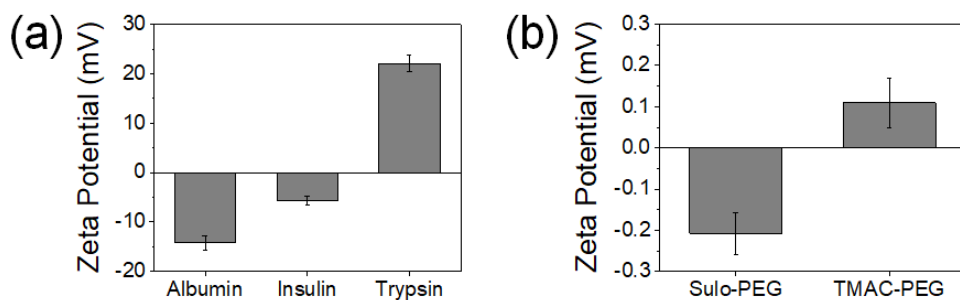 (a)
Zeta Potential (mV)
30
20
10
0
-10
-20
Albumin Insulin Trypsin
(b)
Zeta Potential (mV)
0.3
0.2
0.1
0.0
-0.1
-0.2
-0.3
Sulo-PEG TMAC-PEG